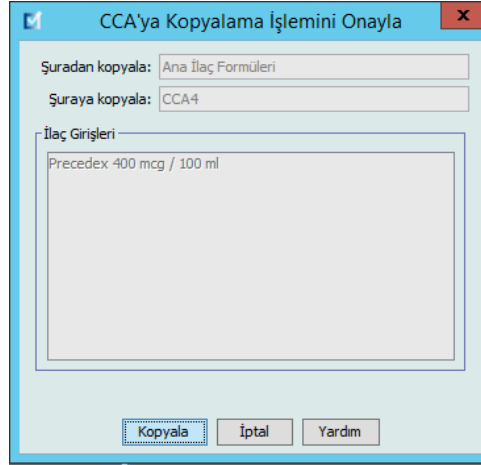 CCA'ya Kopyalama İşlemini Onayla
x
Şuradan kopyala: Ana İlaç Formüleri
Şuraya kopyala: CCA4
İlaç Girişleri
Precedex 400 mcg / 100 ml
Kopyala İptal Yardım